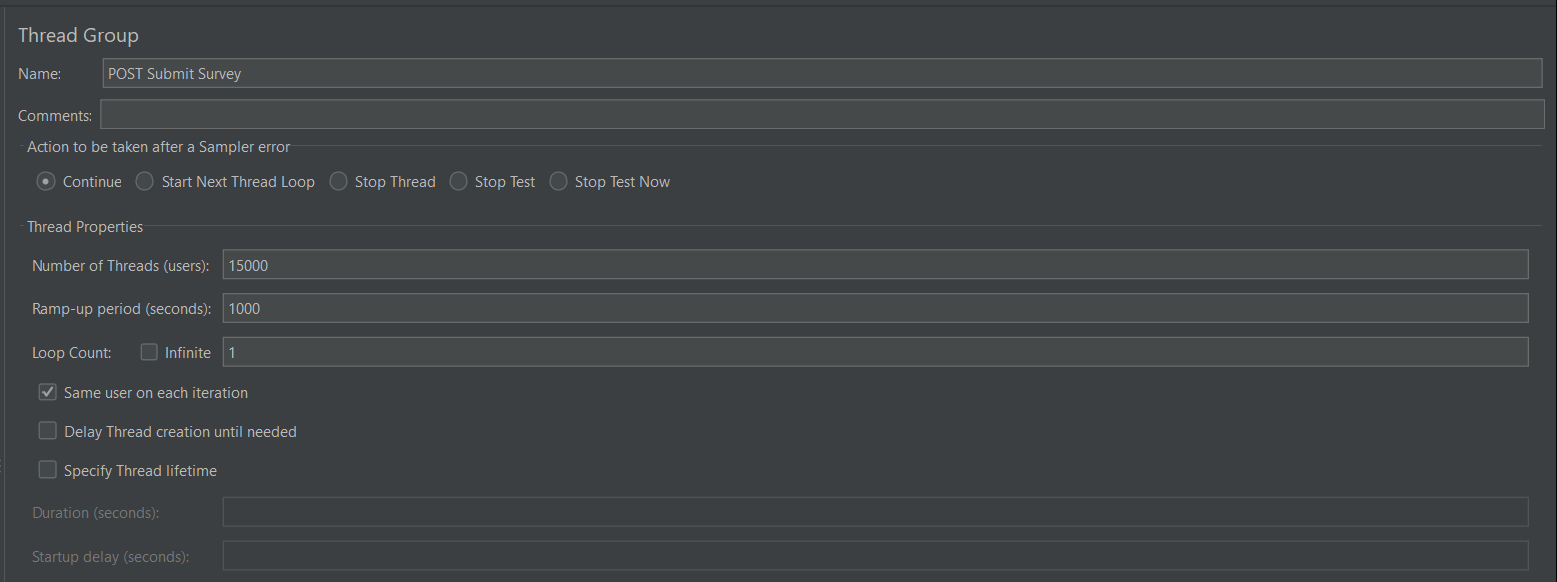 Thread Group
Name: POST Submit Survey
Comments:
Action to be taken after a Sampler error
Continue Start Next Thread Loop Stop Thread Stop Test Stop Test Now
Thread Properties
Number of Threads (users): 15000
Ramp-up period (seconds): 1000
Loop Count: Infinite 1
Same user on each iteration
Delay Thread creation until needed
Specify Thread lifetime
Duration (seconds):
Startup delay (seconds):